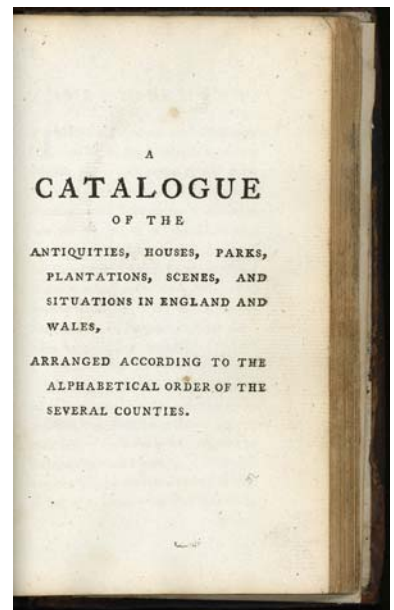 A
CATALOGUE
OF THE
ANTIQUITIES, HOUSES, PARKS,
PLANTATIONS, SCENES, AND
SITUATIONS IN ENGLAND AND
WALES,
ARRANGED ACCORDING TO THE
ALPHABETICAL ORDER OF THE
SEVERAL COUNTIES.